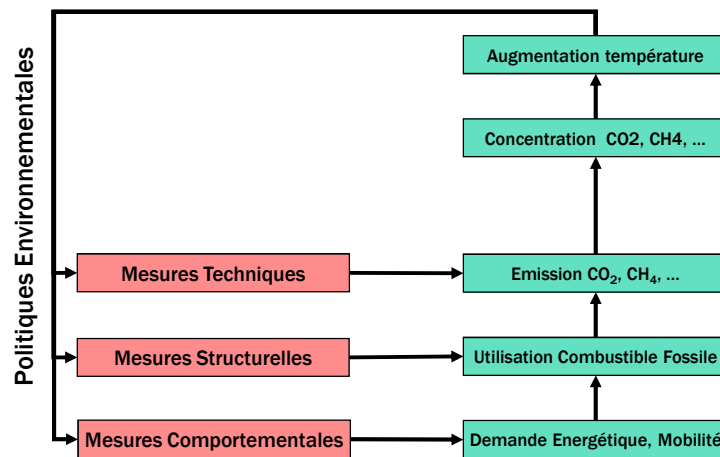 Politiques Environnementales
Augmentation température
Concentration CO2, CH4, ...
Mesures Techniques
Emission CO₂, CH₄, ...
Mesures Structurelles
Utilisation Combustible Fossile
Mesures Comportementales
Demande Energétique, Mobilité